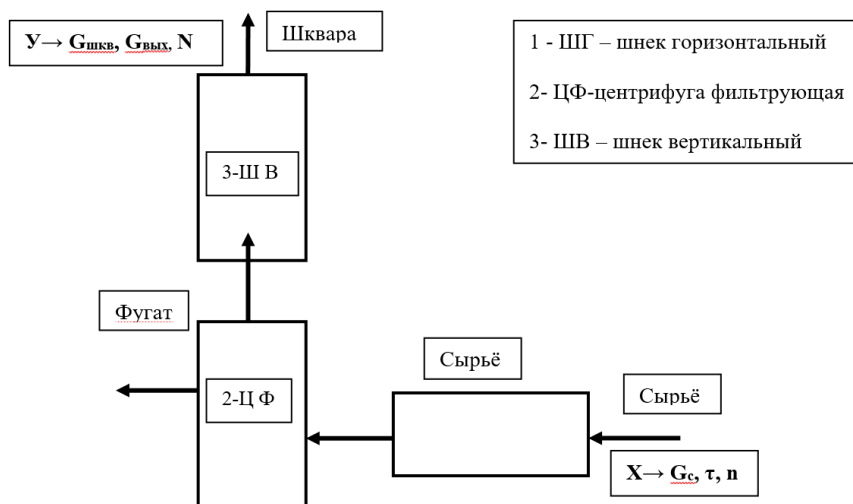 У→ Gшкв, Gвых, N
Шквара
1 - ШГ – шнек горизонтальный
2- ЦФ-центрифуга фильтрующая
3- ШВ – шнек вертикальный
3-Ш В
Фугат
Сырьё
2-Ц Ф
Сырьё
X→ Gс, τ, n